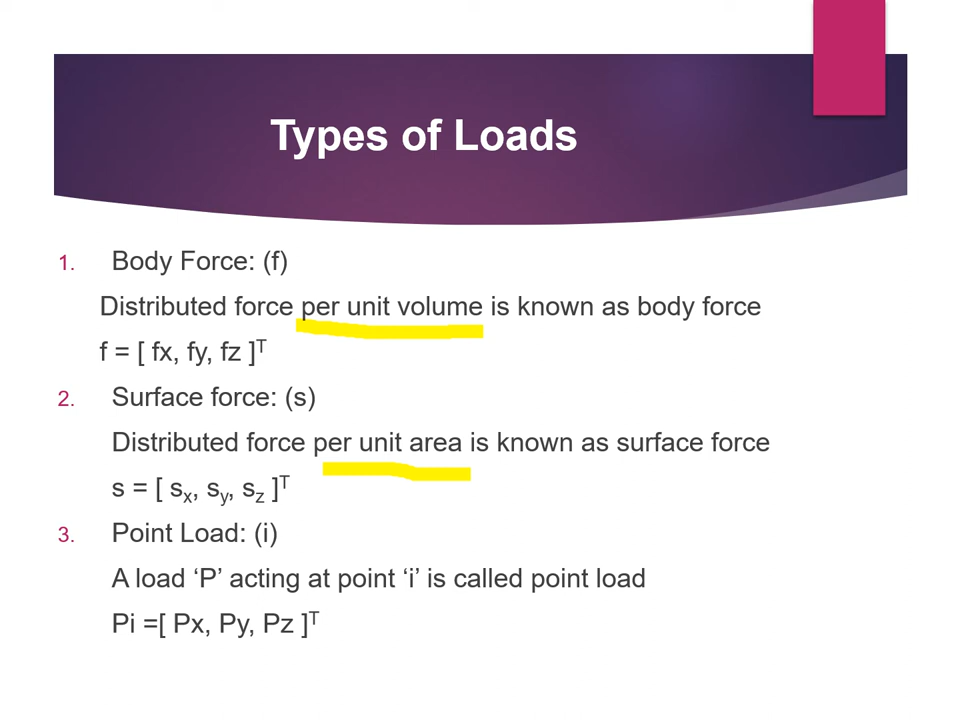 Types of Loads
1. Body Force: (f)
Distributed force per unit volume is known as body force
f = [ fx, fy, fz ]ᵀ
2. Surface force: (s)
Distributed force per unit area is known as surface force
s = [ sₓ, s_y, s_z ]ᵀ
3. Point Load: (i)
A load ‘P’ acting at point ‘i’ is called point load
Pi =[ Px, Py, Pz ]ᵀ